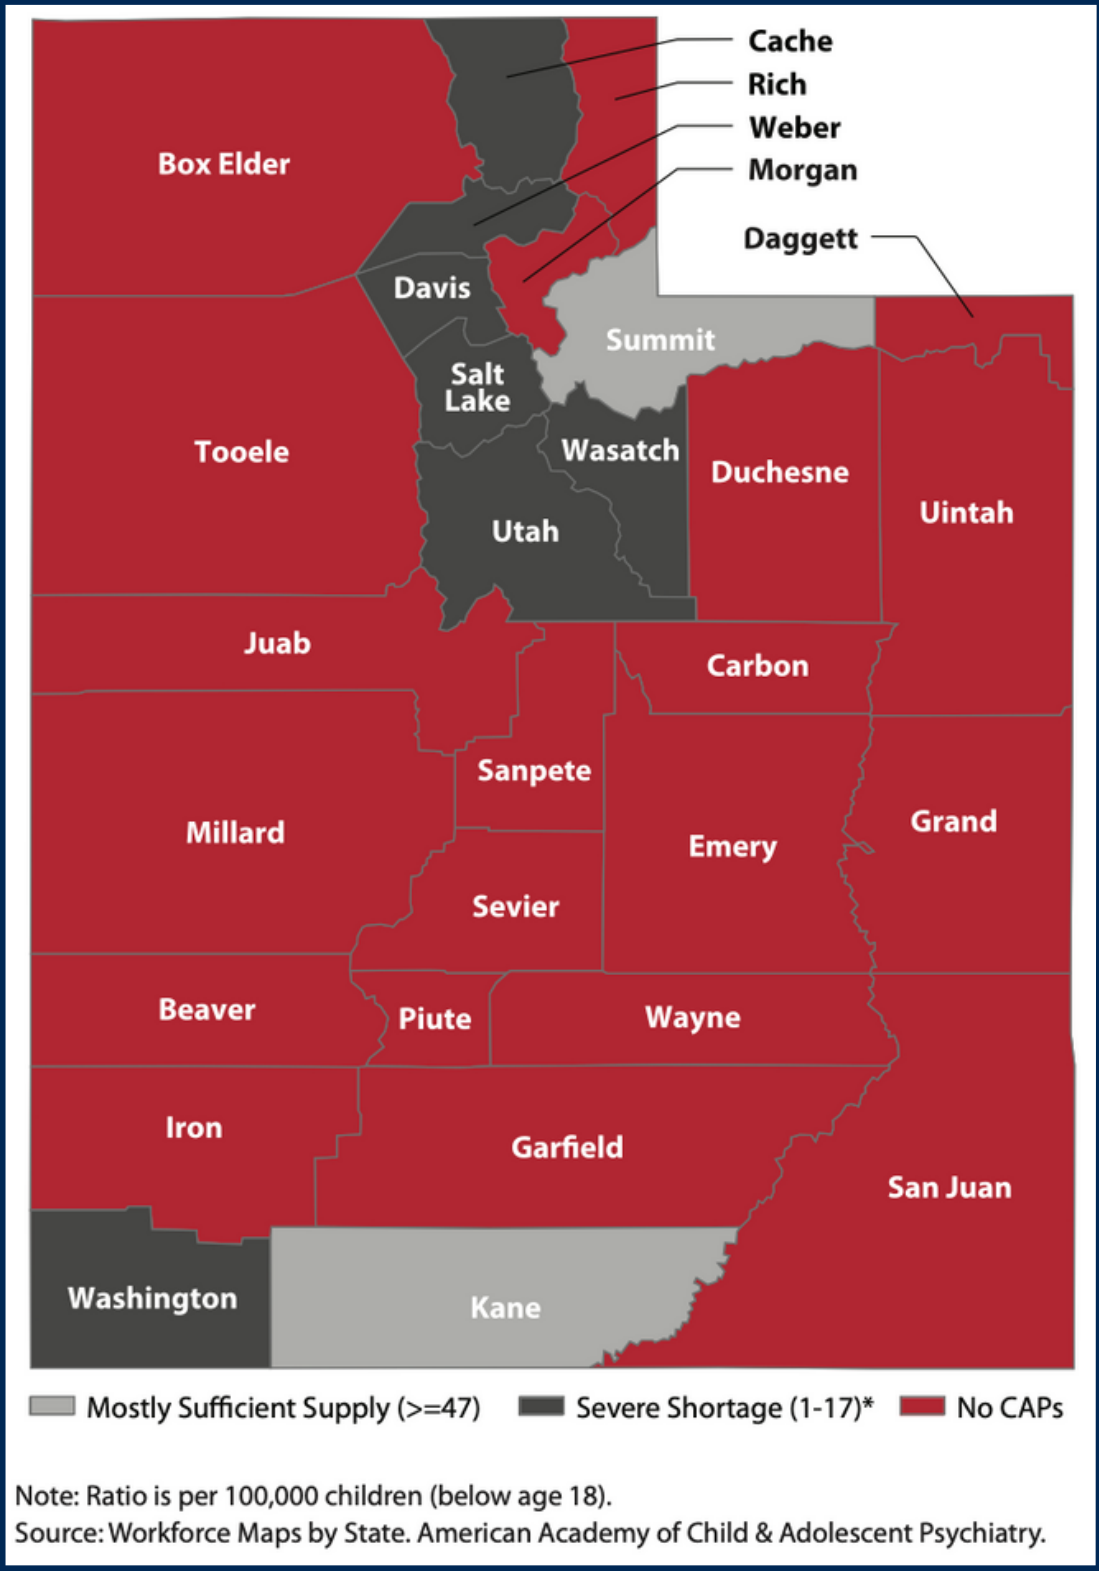 Cache
Rich
Box Elder
Weber
Morgan
Daggett
Davis
Summit
Salt
Lake
Tooele
Wasatch
Duchesne
Uintah
Utah
Juab
Carbon
Sanpete
Millard
Grand
Emery
Sevier
Beaver
Piute
Wayne
Iron
Garfield
San Juan
Washington
Kane
Mostly Sufficient Supply (>=47)
Severe Shortage (1-17)*
No CAPs
Note: Ratio is per 100,000 children (below age 18).
Source: Workforce Maps by State. American Academy of Child & Adolescent Psychiatry.